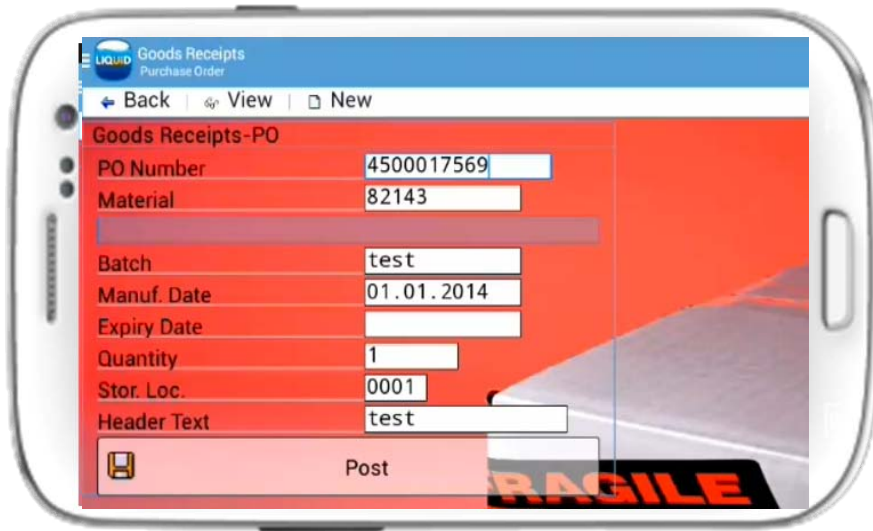 LIQUID
Goods Receipts
Purchase Order
Back View New
Goods Receipts-PO
PO Number 4500017569
Material 82143
Batch test
Manuf. Date 01.01.2014
Expiry Date
Quantity 1
Stor. Loc. 0001
Header Text test
Post
FRAGILE